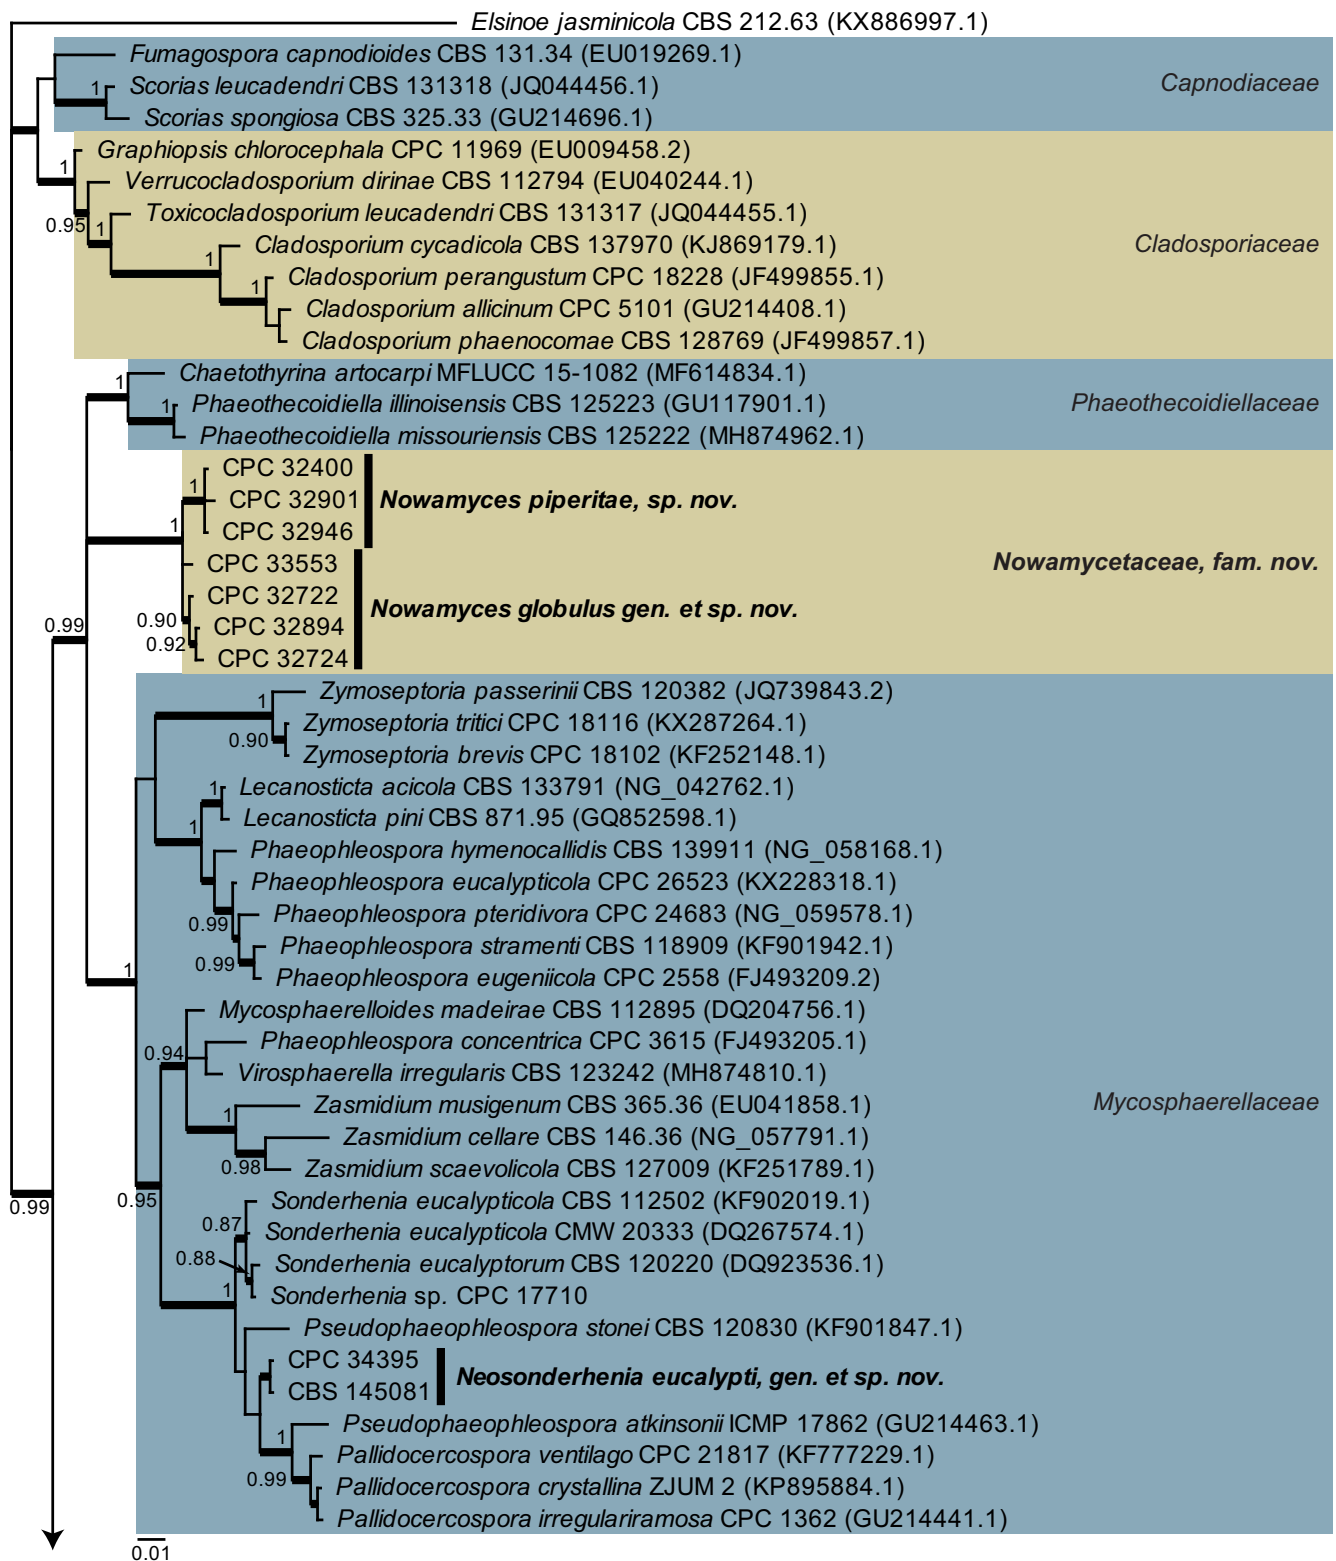 Elsinoe jasminicola CBS 212.63 (KX886997.1)
Fumagospora capnodioides CBS 131.34 (EU019269.1)
Capnodiaceae
1
Scorias leucadendri CBS 131318 (JQ044456.1)
Scorias spongiosa CBS 325.33 (GU214696.1)
Graphiopsis chlorocephala CPC 11969 (EU009458.2)
1
Verrucocladosporium dirinae CBS 112794 (EU040244.1)
0.95
Toxicocladosporium leucadendri CBS 131317 (JQ044455.1)
1
Cladosporium cycadicola CBS 137970 (KJ869179.1)
Cladosporiaceae
1
Cladosporium perangustum CPC 18228 (JF499855.1)
1
Cladosporium allicinum CPC 5101 (GU214408.1)
Cladosporium phaenocomae CBS 128769 (JF499857.1)
Chaetothyrina artocarpi MFLUCC 15-1082 (MF614834.1)
1
Phaeothecoidiella illinoisensis CBS 125223 (GU117901.1)
1
Phaeothecoidiellaceae
Phaeothecoidiella missouriensis CBS 125222 (MH874962.1)
CPC 32400
1
CPC 32901
Nowamyces piperitae, sp. nov.
1
CPC 32946
CPC 33553
Nowamycetaceae, fam. nov.
CPC 32722
Nowamyces globulus gen. et sp. nov.
0.90
CPC 32894
0.99
0.92
CPC 32724
Zymoseptoria passerinii CBS 120382 (JQ739843.2)
1
Zymoseptoria tritici CPC 18116 (KX287264.1)
0.90
Zymoseptoria brevis CPC 18102 (KF252148.1)
Lecanosticta acicola CBS 133791 (NG_042762.1)
1
Lecanosticta pini CBS 871.95 (GQ852598.1)
1
Phaeophleospora hymenocallidis CBS 139911 (NG_058168.1)
Phaeophleospora eucalypticola CPC 26523 (KX228318.1)
Phaeophleospora pteridivora CPC 24683 (NG_059578.1)
0.99
Phaeophleospora stramenti CBS 118909 (KF901942.1)
0.99
Phaeophleospora eugeniicola CPC 2558 (FJ493209.2)
1
Mycosphaerelloides madeirae CBS 112895 (DQ204756.1)
Phaeophleospora concentrica CPC 3615 (FJ493205.1)
0.94
Virosphaerella irregularis CBS 123242 (MH874810.1)
Zasmidium musigenum CBS 365.36 (EU041858.1)
Mycosphaerellaceae
1
Zasmidium cellare CBS 146.36 (NG_057791.1)
0.98
Zasmidium scaevolicola CBS 127009 (KF251789.1)
0.99
0.95
Sonderhenia eucalypticola CBS 112502 (KF902019.1)
0.87
Sonderhenia eucalypticola CMW 20333 (DQ267574.1)
0.88
Sonderhenia eucalyptorum CBS 120220 (DQ923536.1)
1
Sonderhenia sp. CPC 17710
Pseudophaeophleospora stonei CBS 120830 (KF901847.1)
CPC 34395
Neosonderhenia eucalypti, gen. et sp. nov.
CBS 145081
Pseudophaeophleospora atkinsonii ICMP 17862 (GU214463.1)
1
Pallidocercospora ventilago CPC 21817 (KF777229.1)
0.99
Pallidocercospora crystallina ZJUM 2 (KP895884.1)
Pallidocercospora irregulariramosa CPC 1362 (GU214441.1)
0.01